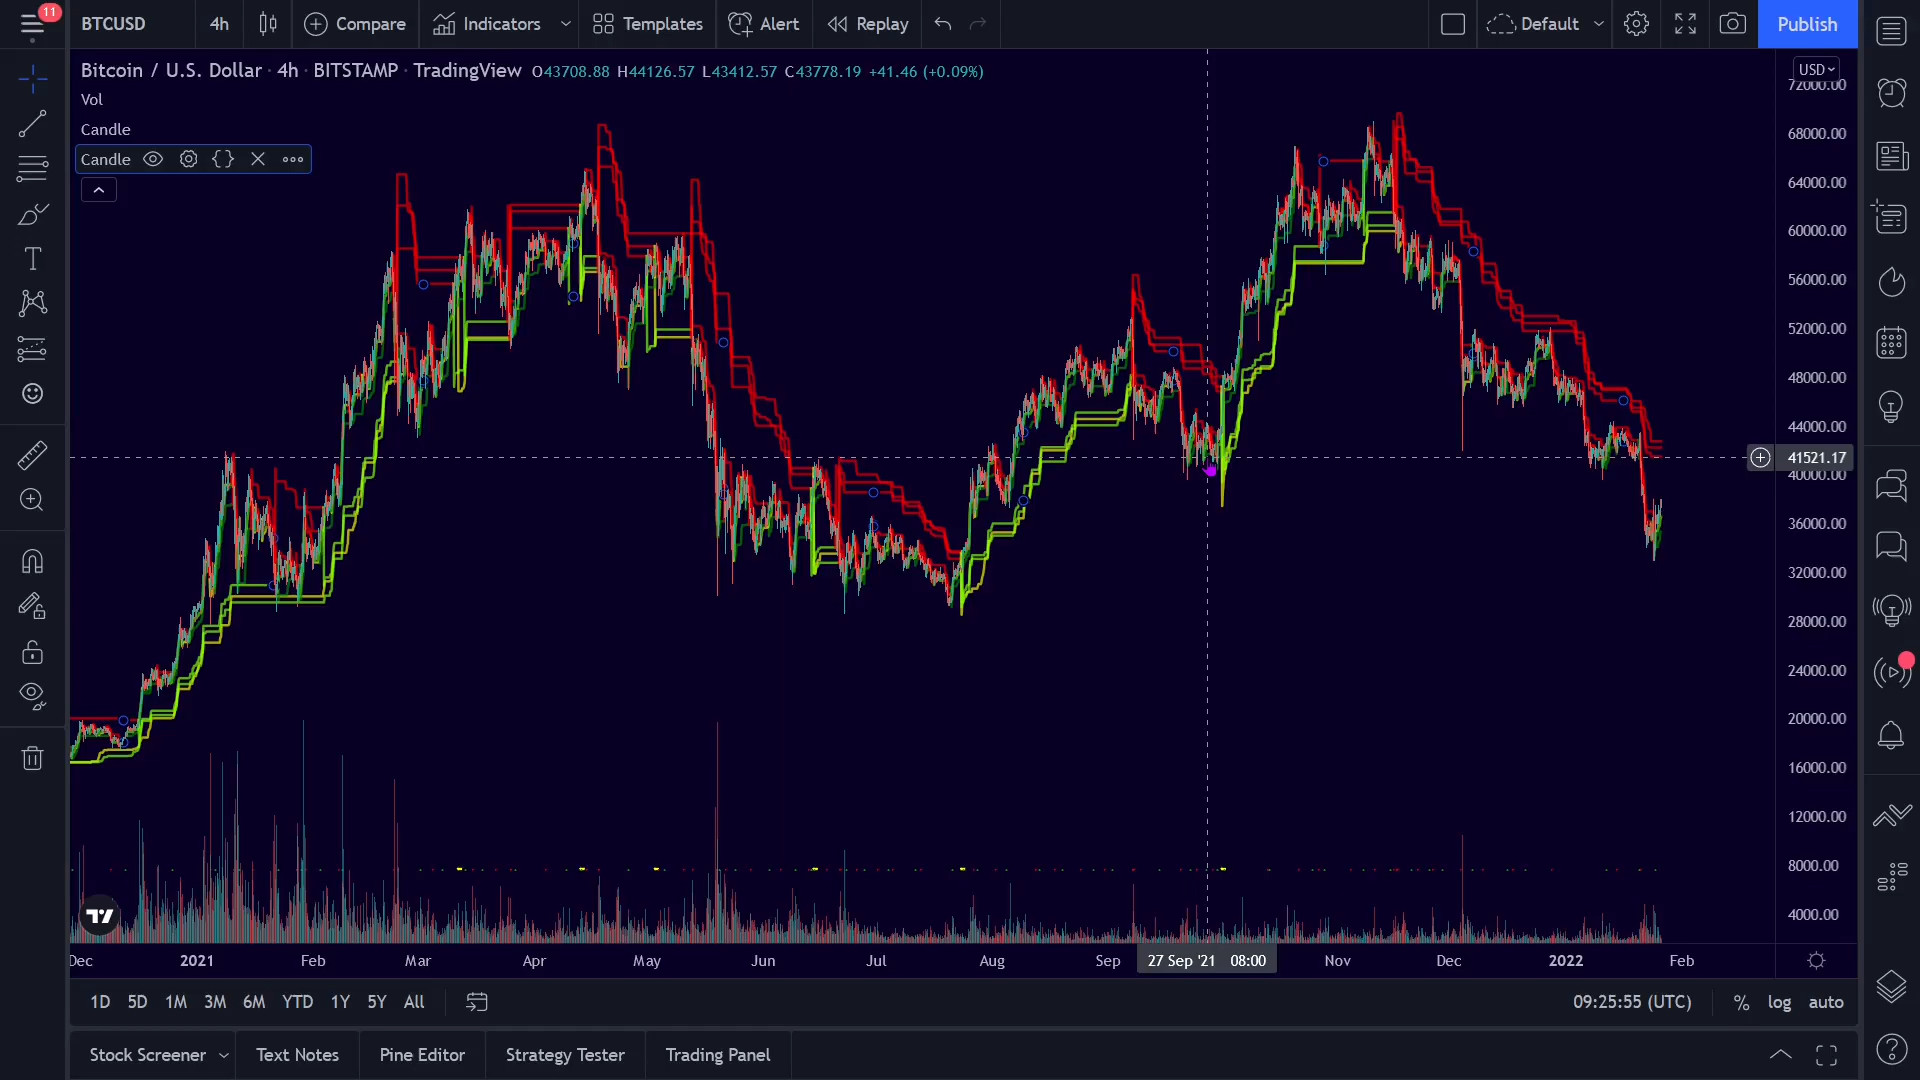 11
BTCUSD
4h
Compare
Indicators
Templates
Alert
Replay
Default
Publish
Bitcoin / U.S. Dollar · 4h · BITSTAMP · TradingView O43708.88 H44126.57 L43412.57 C43778.19 +41.46 (+0.09%)
Vol
Candle
Candle
USD
72000.00
68000.00
64000.00
60000.00
56000.00
52000.00
48000.00
44000.00
41521.17
40000.00
36000.00
32000.00
28000.00
24000.00
20000.00
16000.00
12000.00
8000.00
4000.00
Dec 2021 Feb Mar Apr May Jun Jul Aug Sep 27 Sep '21 08:00 Nov Dec 2022 Feb
1D 5D 1M 3M 6M YTD 1Y 5Y All
09:25:55 (UTC) % log auto
Stock Screener Text Notes Pine Editor Strategy Tester Trading Panel